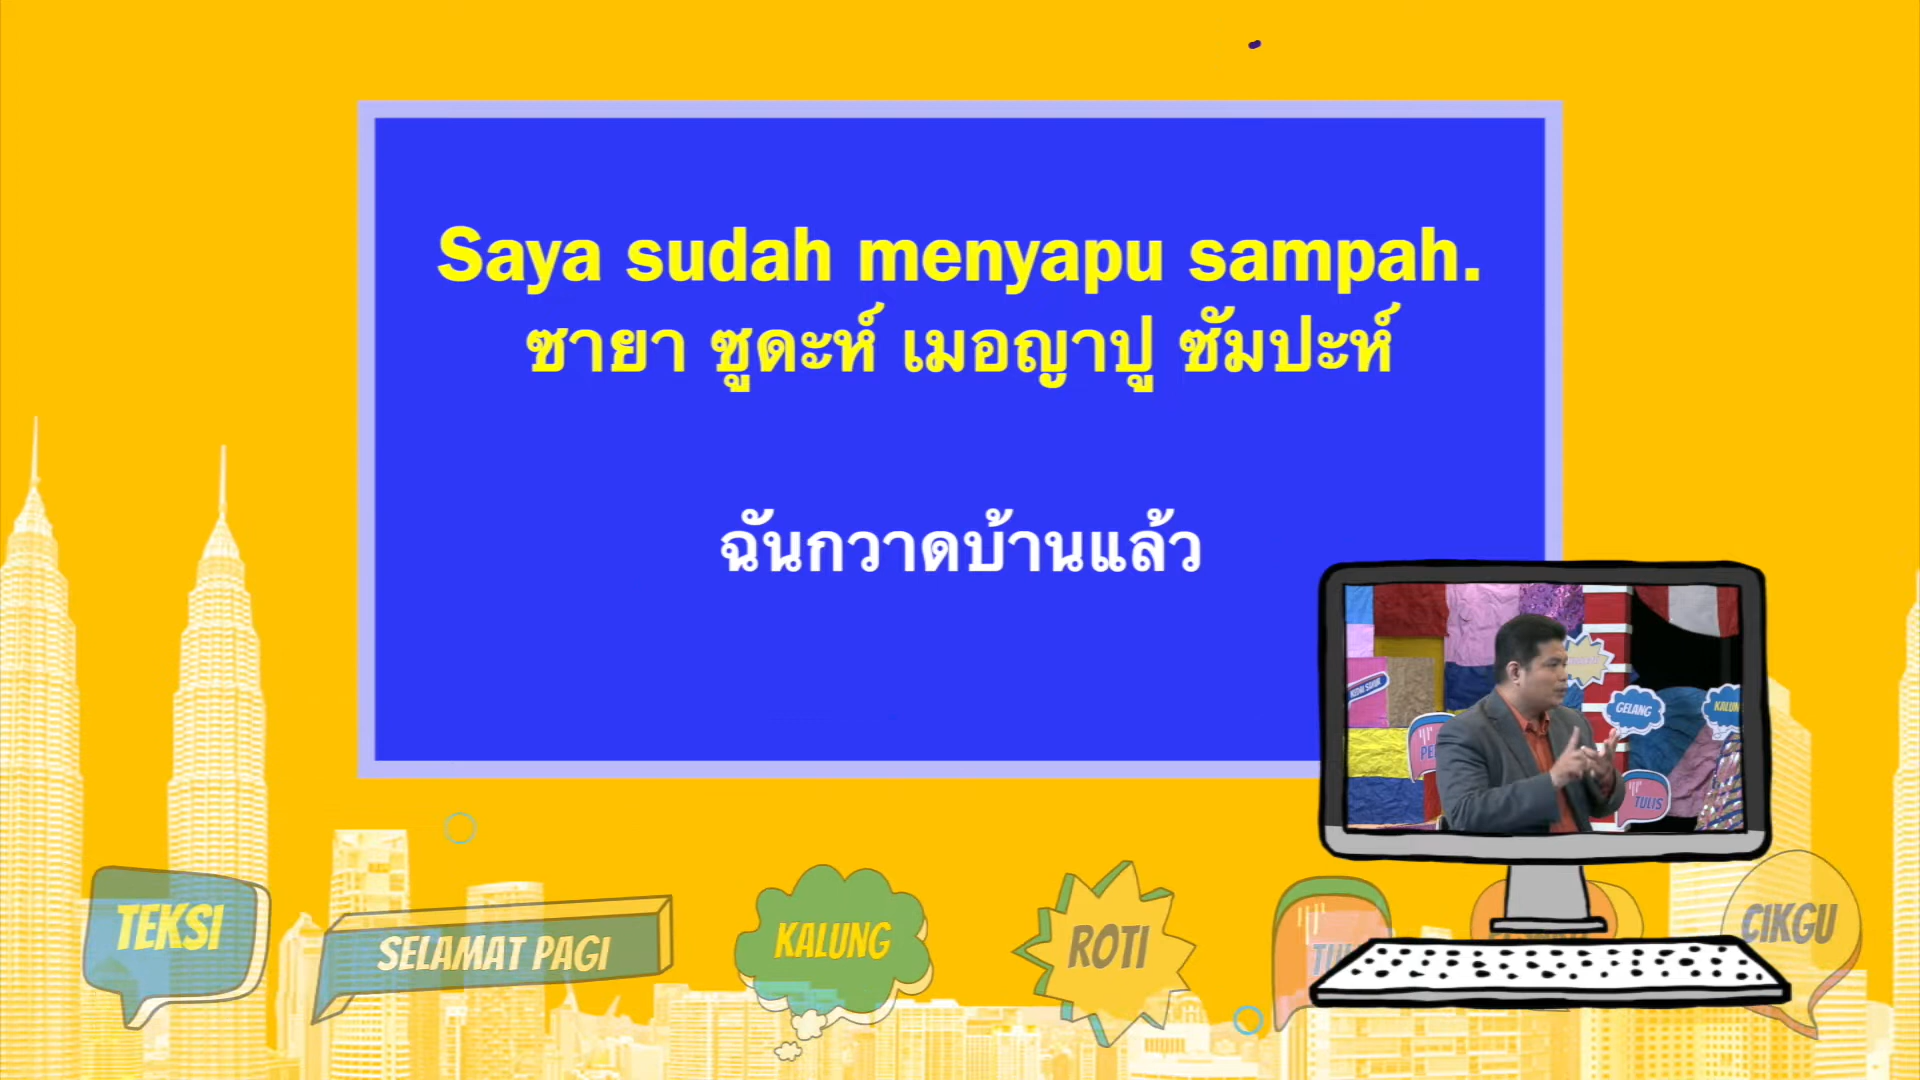 Saya sudah menyapu sampah.
ซายา ซูดะห์ เมอญาปู ซัมปะห์
ฉันกวาดบ้านแล้ว
GELANG
TULIS
TEKSI
SELAMAT PAGI
KALUNG
ROTI
CIKGU